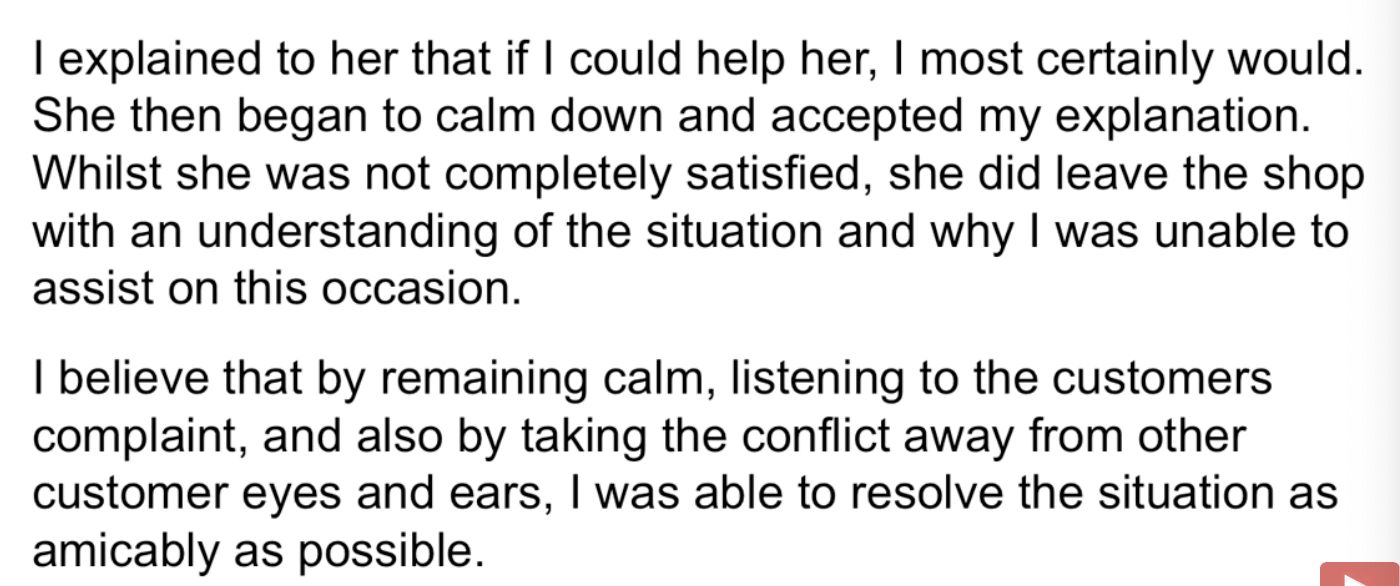 I explained to her that if I could help her, I most certainly would.
She then began to calm down and accepted my explanation.
Whilst she was not completely satisfied, she did leave the shop
with an understanding of the situation and why I was unable to
assist on this occasion.
I believe that by remaining calm, listening to the customers
complaint, and also by taking the conflict away from other
customer eyes and ears, I was able to resolve the situation as
amicably as possible.